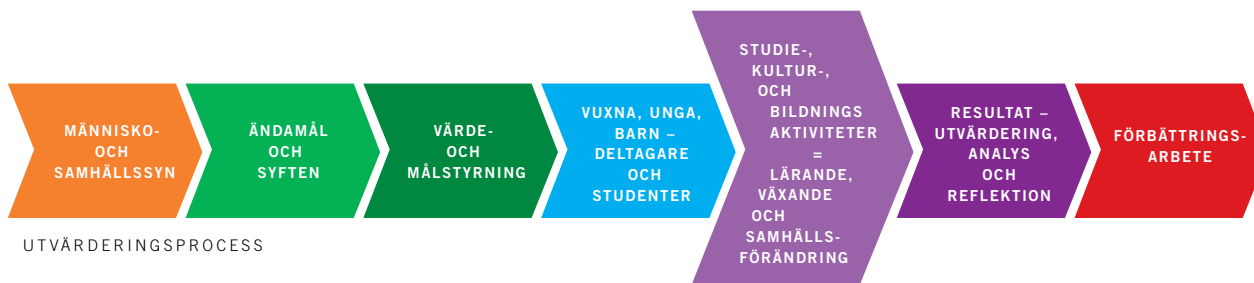 MÄNNISKO-
OCH
SAMHÄLLSSYN
ÄNDAMÅL
OCH
SYFTEN
VÄRDE-
OCH
MÅLSTYRNING
VUXNA, UNGA,
BARN –
DELTAGARE
OCH
STUDENTER
STUDIE-,
KULTUR-,
OCH
BILDNINGS
AKTIVITETER
=
LÄRANDE,
VÄXANDE
OCH
SAMHÄLLS-
FÖRÄNDRING
RESULTAT –
UTVÄRDERING,
ANALYS
OCH
REFLEKTION
FÖRBÄTTRINGS-
ARBETE
UTVÄRDERINGSPROCESS